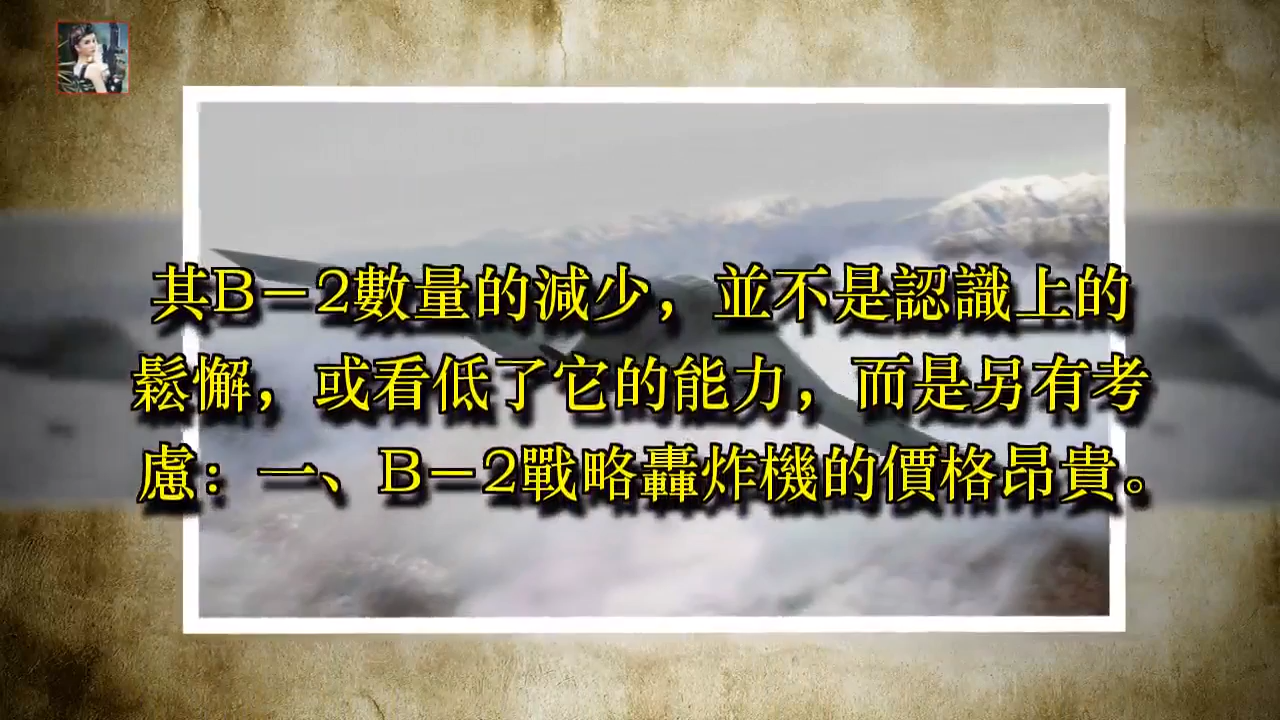 其B－2數量的減少，並不是認識上的
鬆懈，或看低了它的能力，而是另有考
慮：一、B－2戰略轟炸機的價格昂貴。